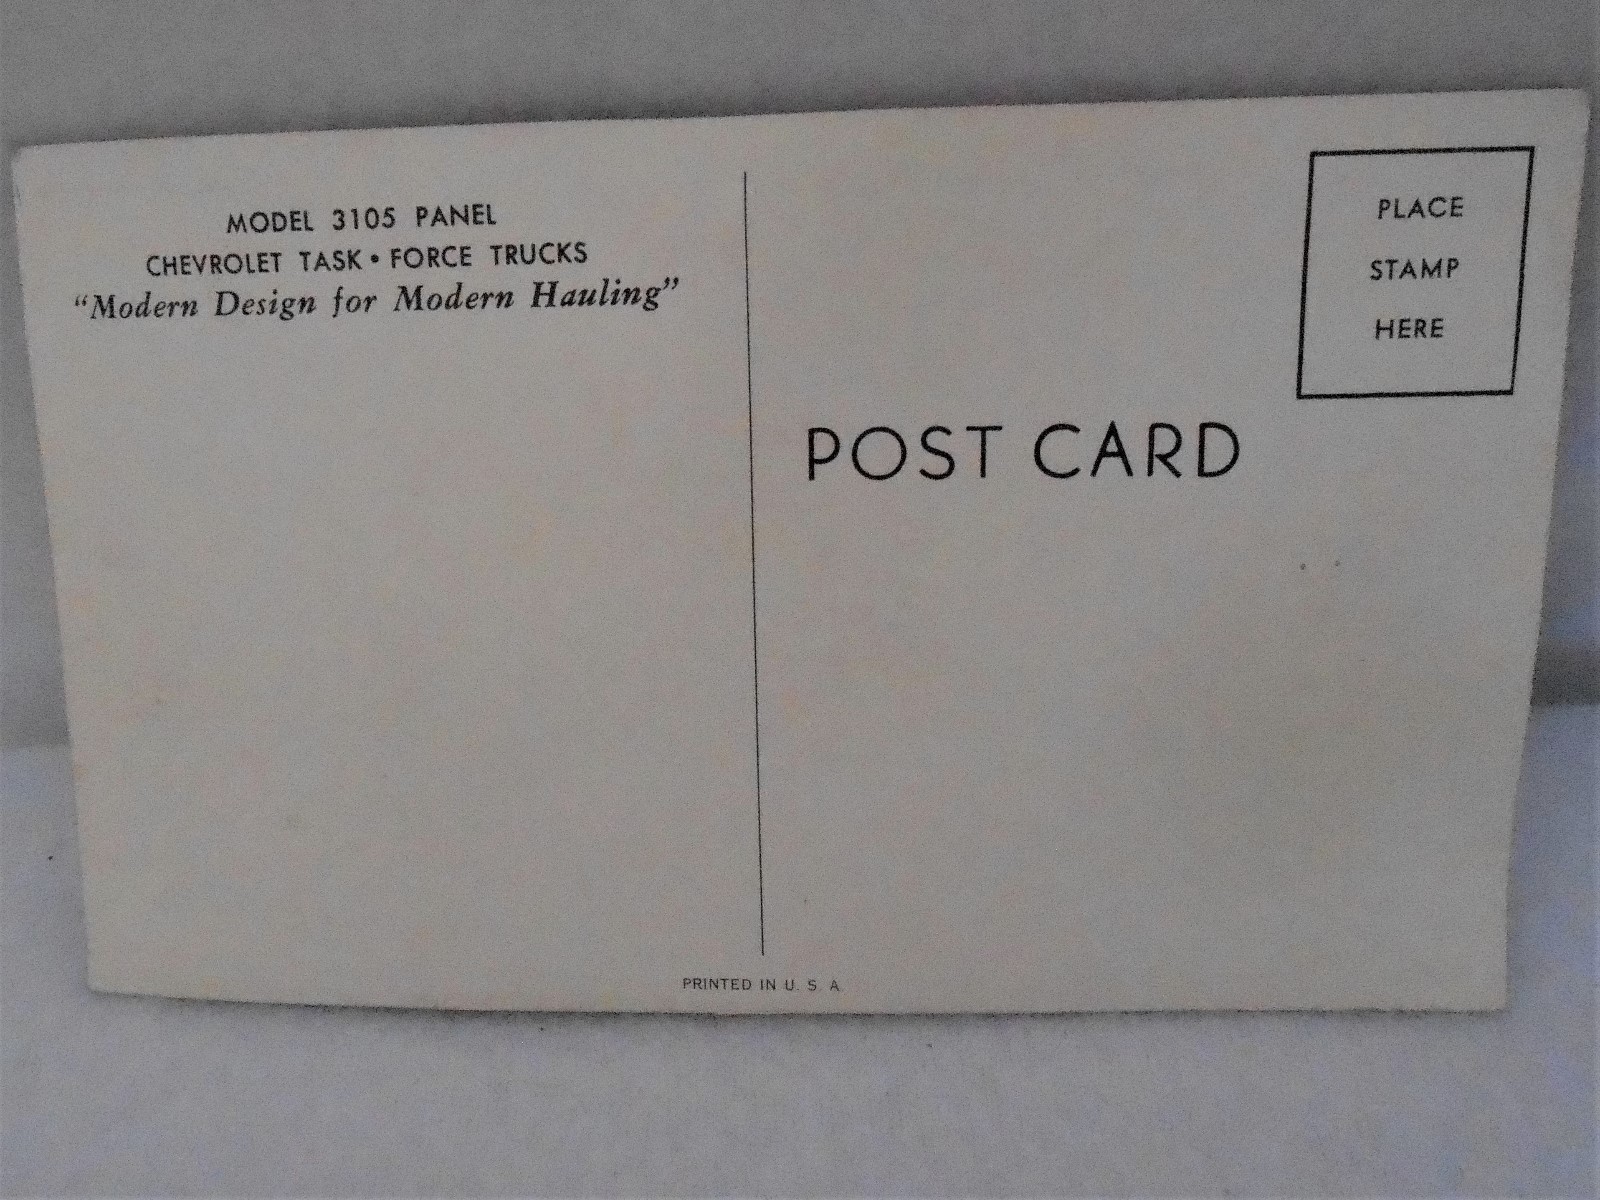 MODEL 3105 PANEL
CHEVROLET TASK • FORCE TRUCKS
“Modern Design for Modern Hauling”
PLACE
STAMP
HERE
POST CARD
PRINTED IN U. S. A.